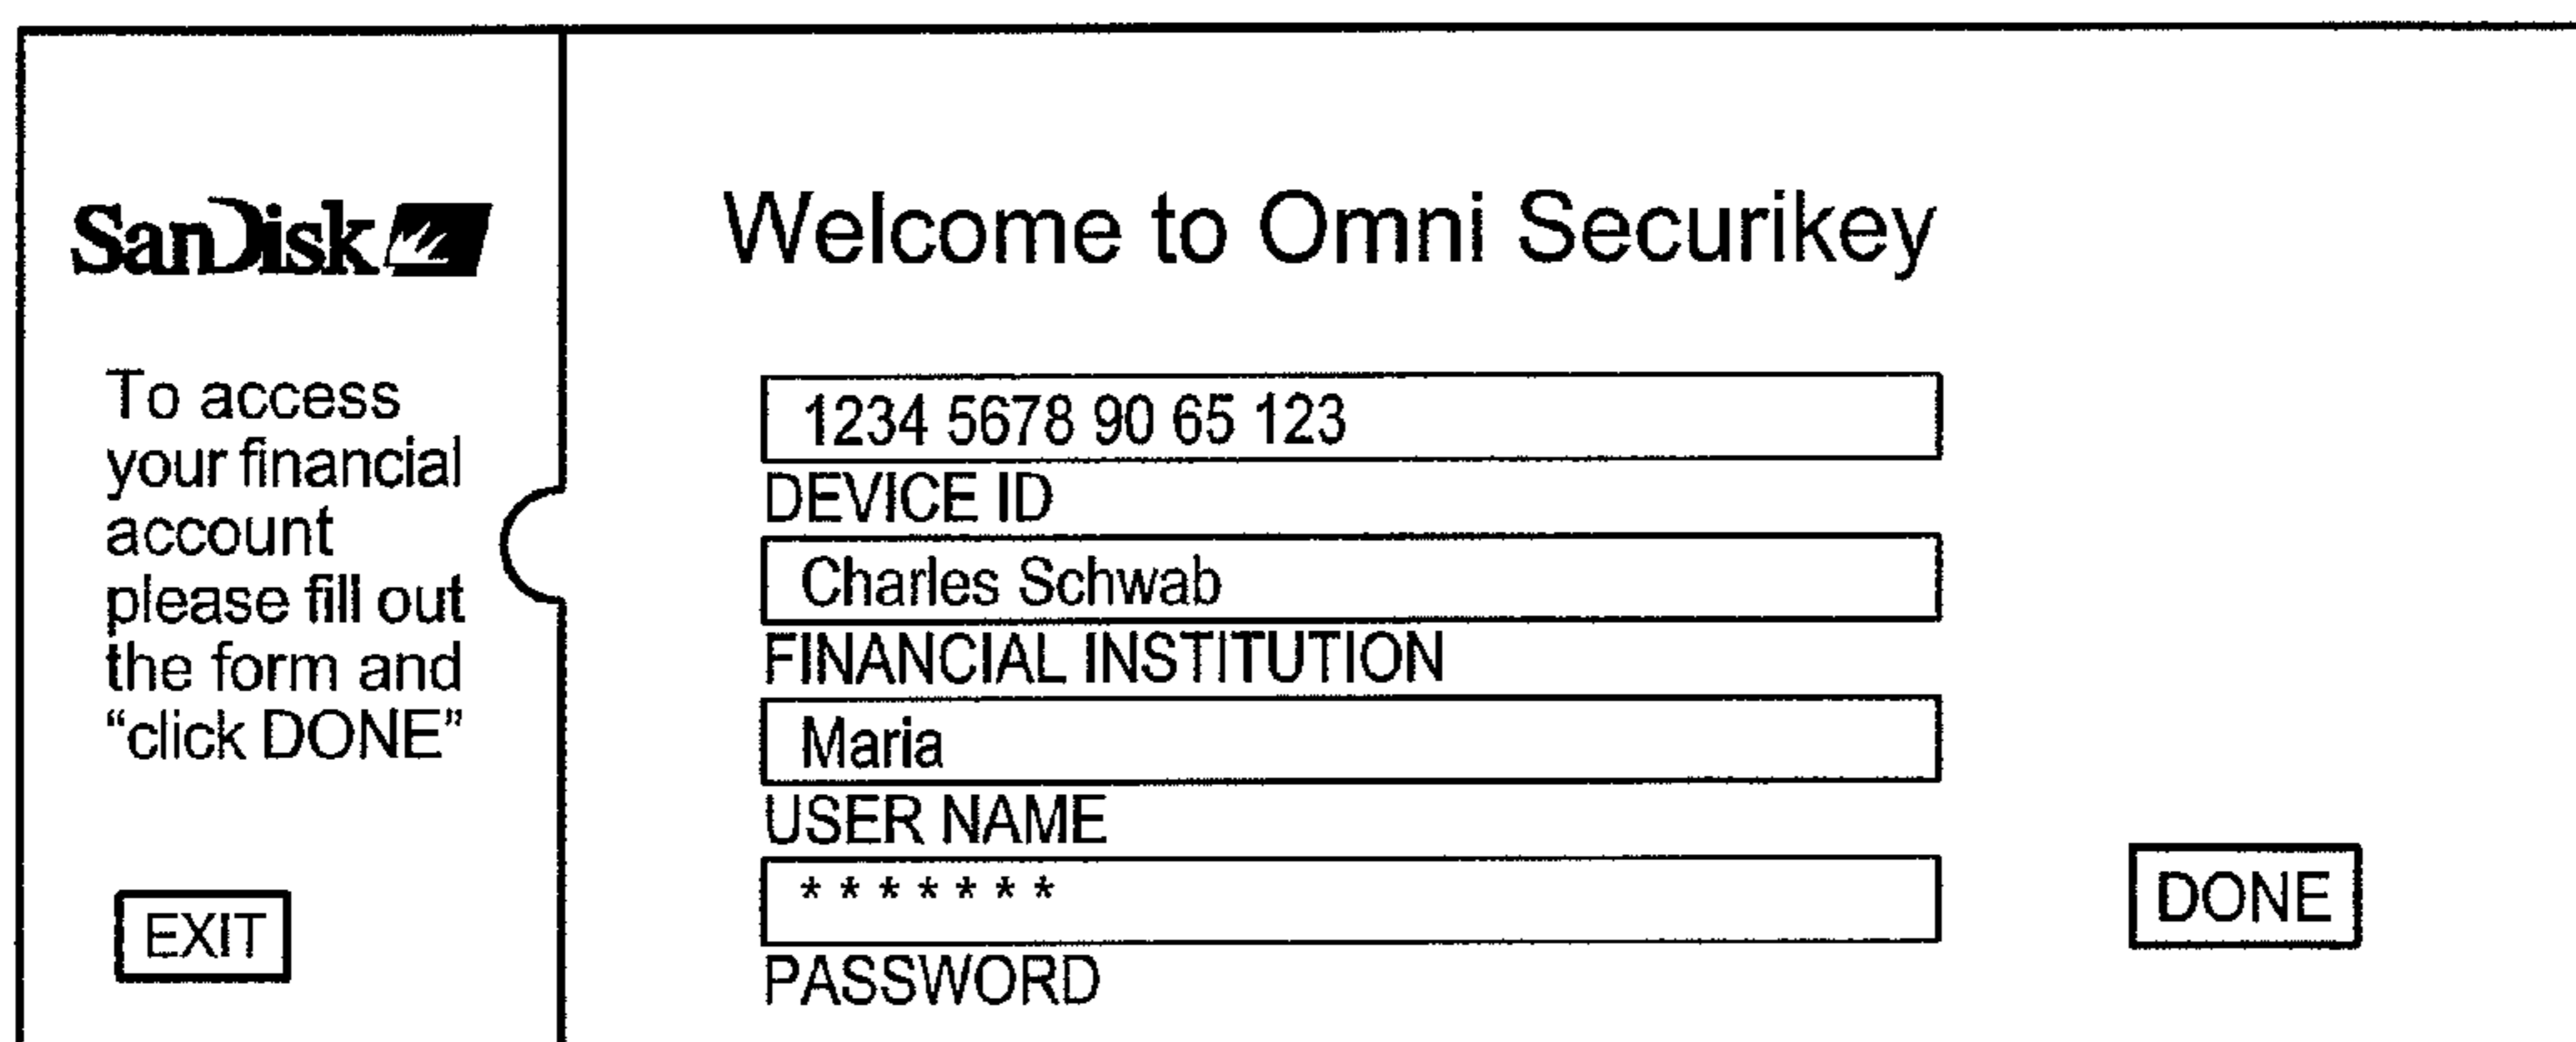 SanDisk
To access
your financial
account
please fill out
the form and
“click DONE”
EXIT
Welcome to Omni Securikey
1234 5678 90 65 123
DEVICE ID
Charles Schwab
FINANCIAL INSTITUTION
Maria
USER NAME
* * * * * * *
PASSWORD
DONE